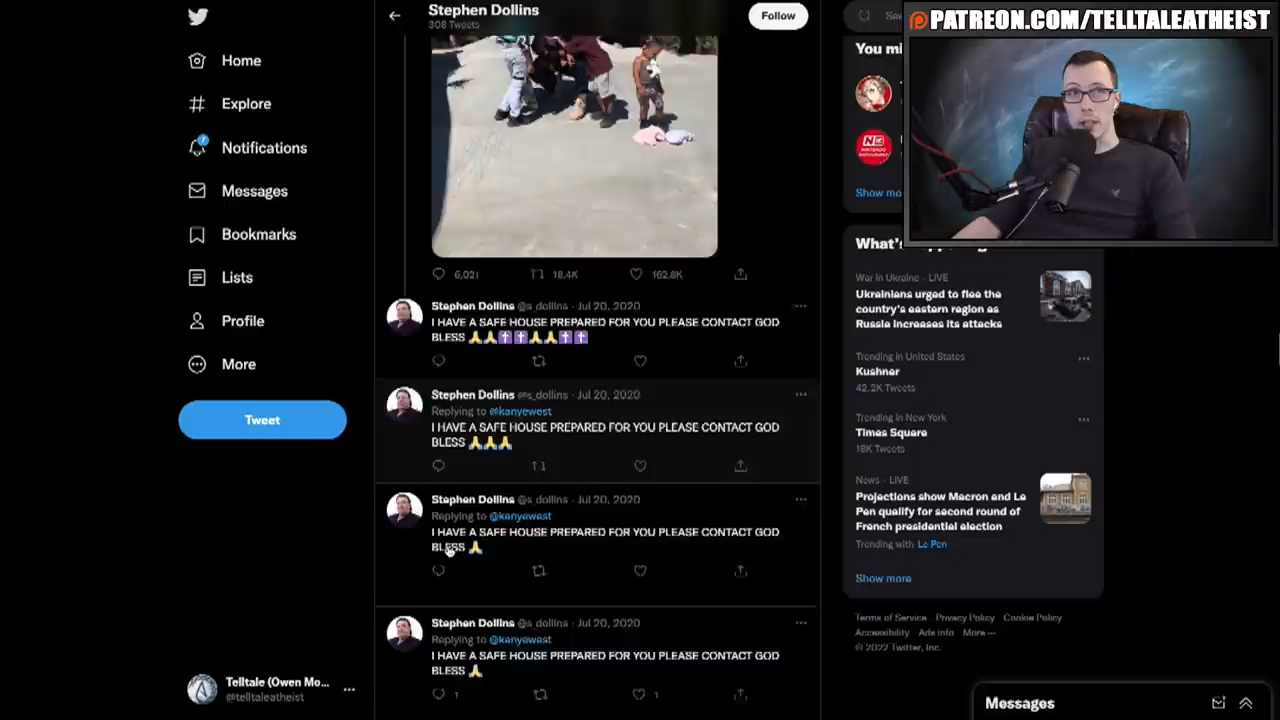 Stephen Dollins
308 Tweets
Follow
PATREON.COM/TELLTALEATHEIST
Home
Explore
Notifications
Messages
Bookmarks
Lists
Profile
More
Tweet
Telltale (Owen Mo...
@telltaleatheist
6,021
18.4K
162.8K
Stephen Dollins @s_dollins · Jul 20, 2020
I HAVE A SAFE HOUSE PREPARED FOR YOU PLEASE CONTACT GOD
BLESS 🙏🙏✝️✝️🙏🙏✝️✝️
Stephen Dollins @s_dollins · Jul 20, 2020
Replying to @kanyewest
I HAVE A SAFE HOUSE PREPARED FOR YOU PLEASE CONTACT GOD
BLESS 🙏🙏🙏
Stephen Dollins @s_dollins · Jul 20, 2020
Replying to @kanyewest
I HAVE A SAFE HOUSE PREPARED FOR YOU PLEASE CONTACT GOD
BLESS 🙏
Stephen Dollins @s_dollins · Jul 20, 2020
Replying to @kanyewest
I HAVE A SAFE HOUSE PREPARED FOR YOU PLEASE CONTACT GOD
BLESS 🙏
1
1
You mi
Show mo
What's
War in Ukraine · LIVE
Ukrainians urged to flee the
country's eastern region as
Russia increases its attacks
Trending in United States
Kushner
42.2K Tweets
Trending in New York
Times Square
18K Tweets
News · LIVE
Projections show Macron and Le
Pen qualify for second round of
French presidential election
Trending with Le Pen
Show more
Terms of Service Privacy Policy Cookie Policy
Accessibility Ads info More ···
© 2022 Twitter, Inc.
Messages